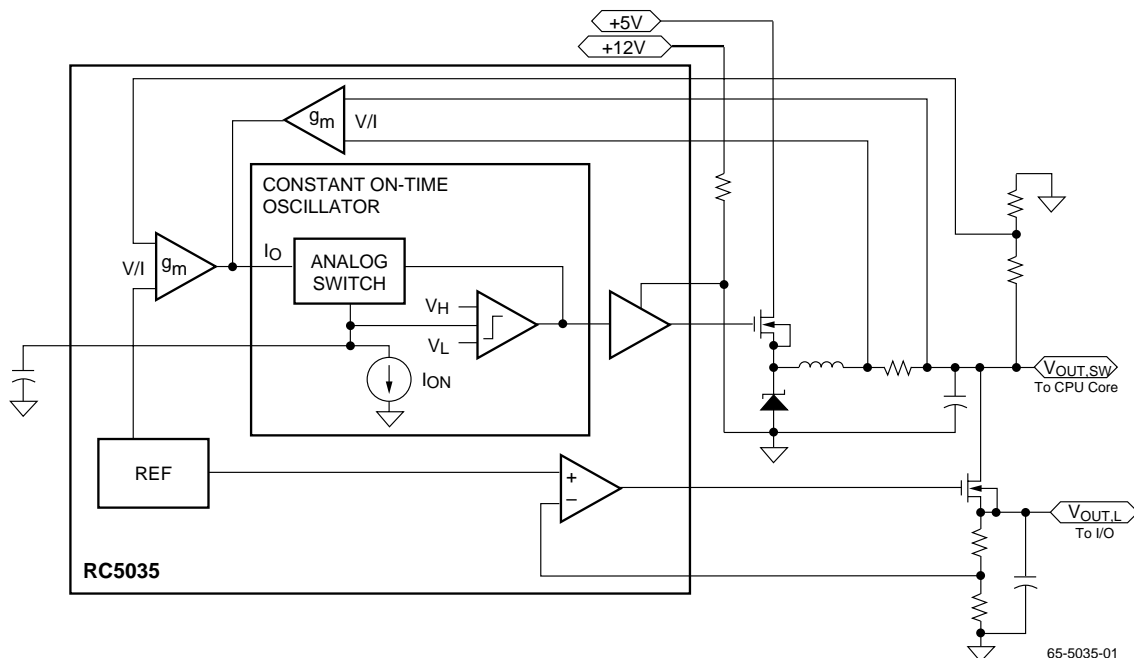 +5V
+12V
gm
V/I
CONSTANT ON-TIME
OSCILLATOR
V/I
gm
IO
ANALOG
SWITCH
VH
VL
ION
VOUT,SW
To CPU Core
REF
+
–
VOUT,L
To I/O
RC5035
65-5035-01